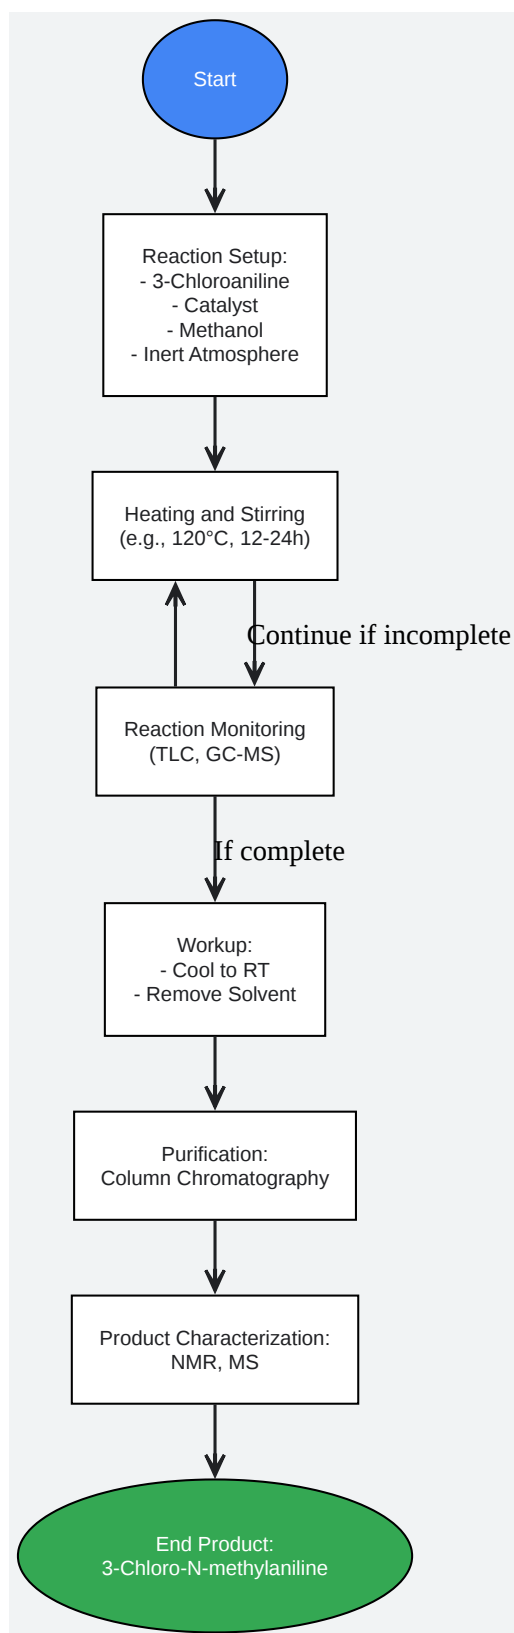 Start
Reaction Setup:
- 3-Chloroaniline
- Catalyst
- Methanol
- Inert Atmosphere
Heating and Stirring
(e.g., 120°C, 12-24h)
Continue if incomplete
Reaction Monitoring
(TLC, GC-MS)
If complete
Workup:
- Cool to RT
- Remove Solvent
Purification:
Column Chromatography
Product Characterization:
NMR, MS
End Product:
3-Chloro-N-methylaniline